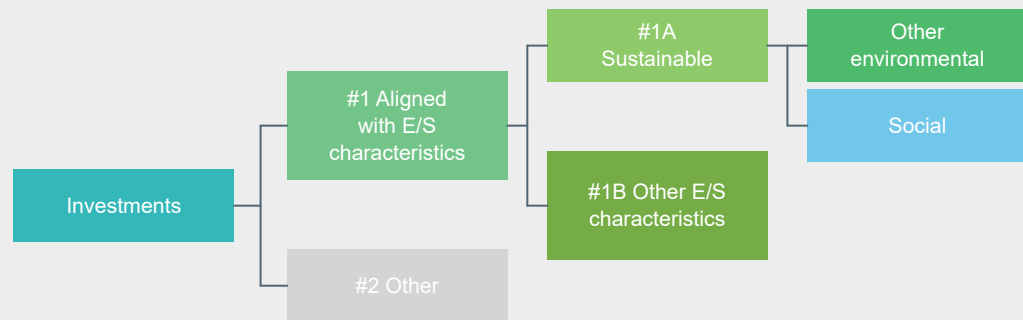 Investments
#1 Aligned
with E/S
characteristics
#2 Other
#1A
Sustainable
#1B Other E/S
characteristics
Other
environmental
Social